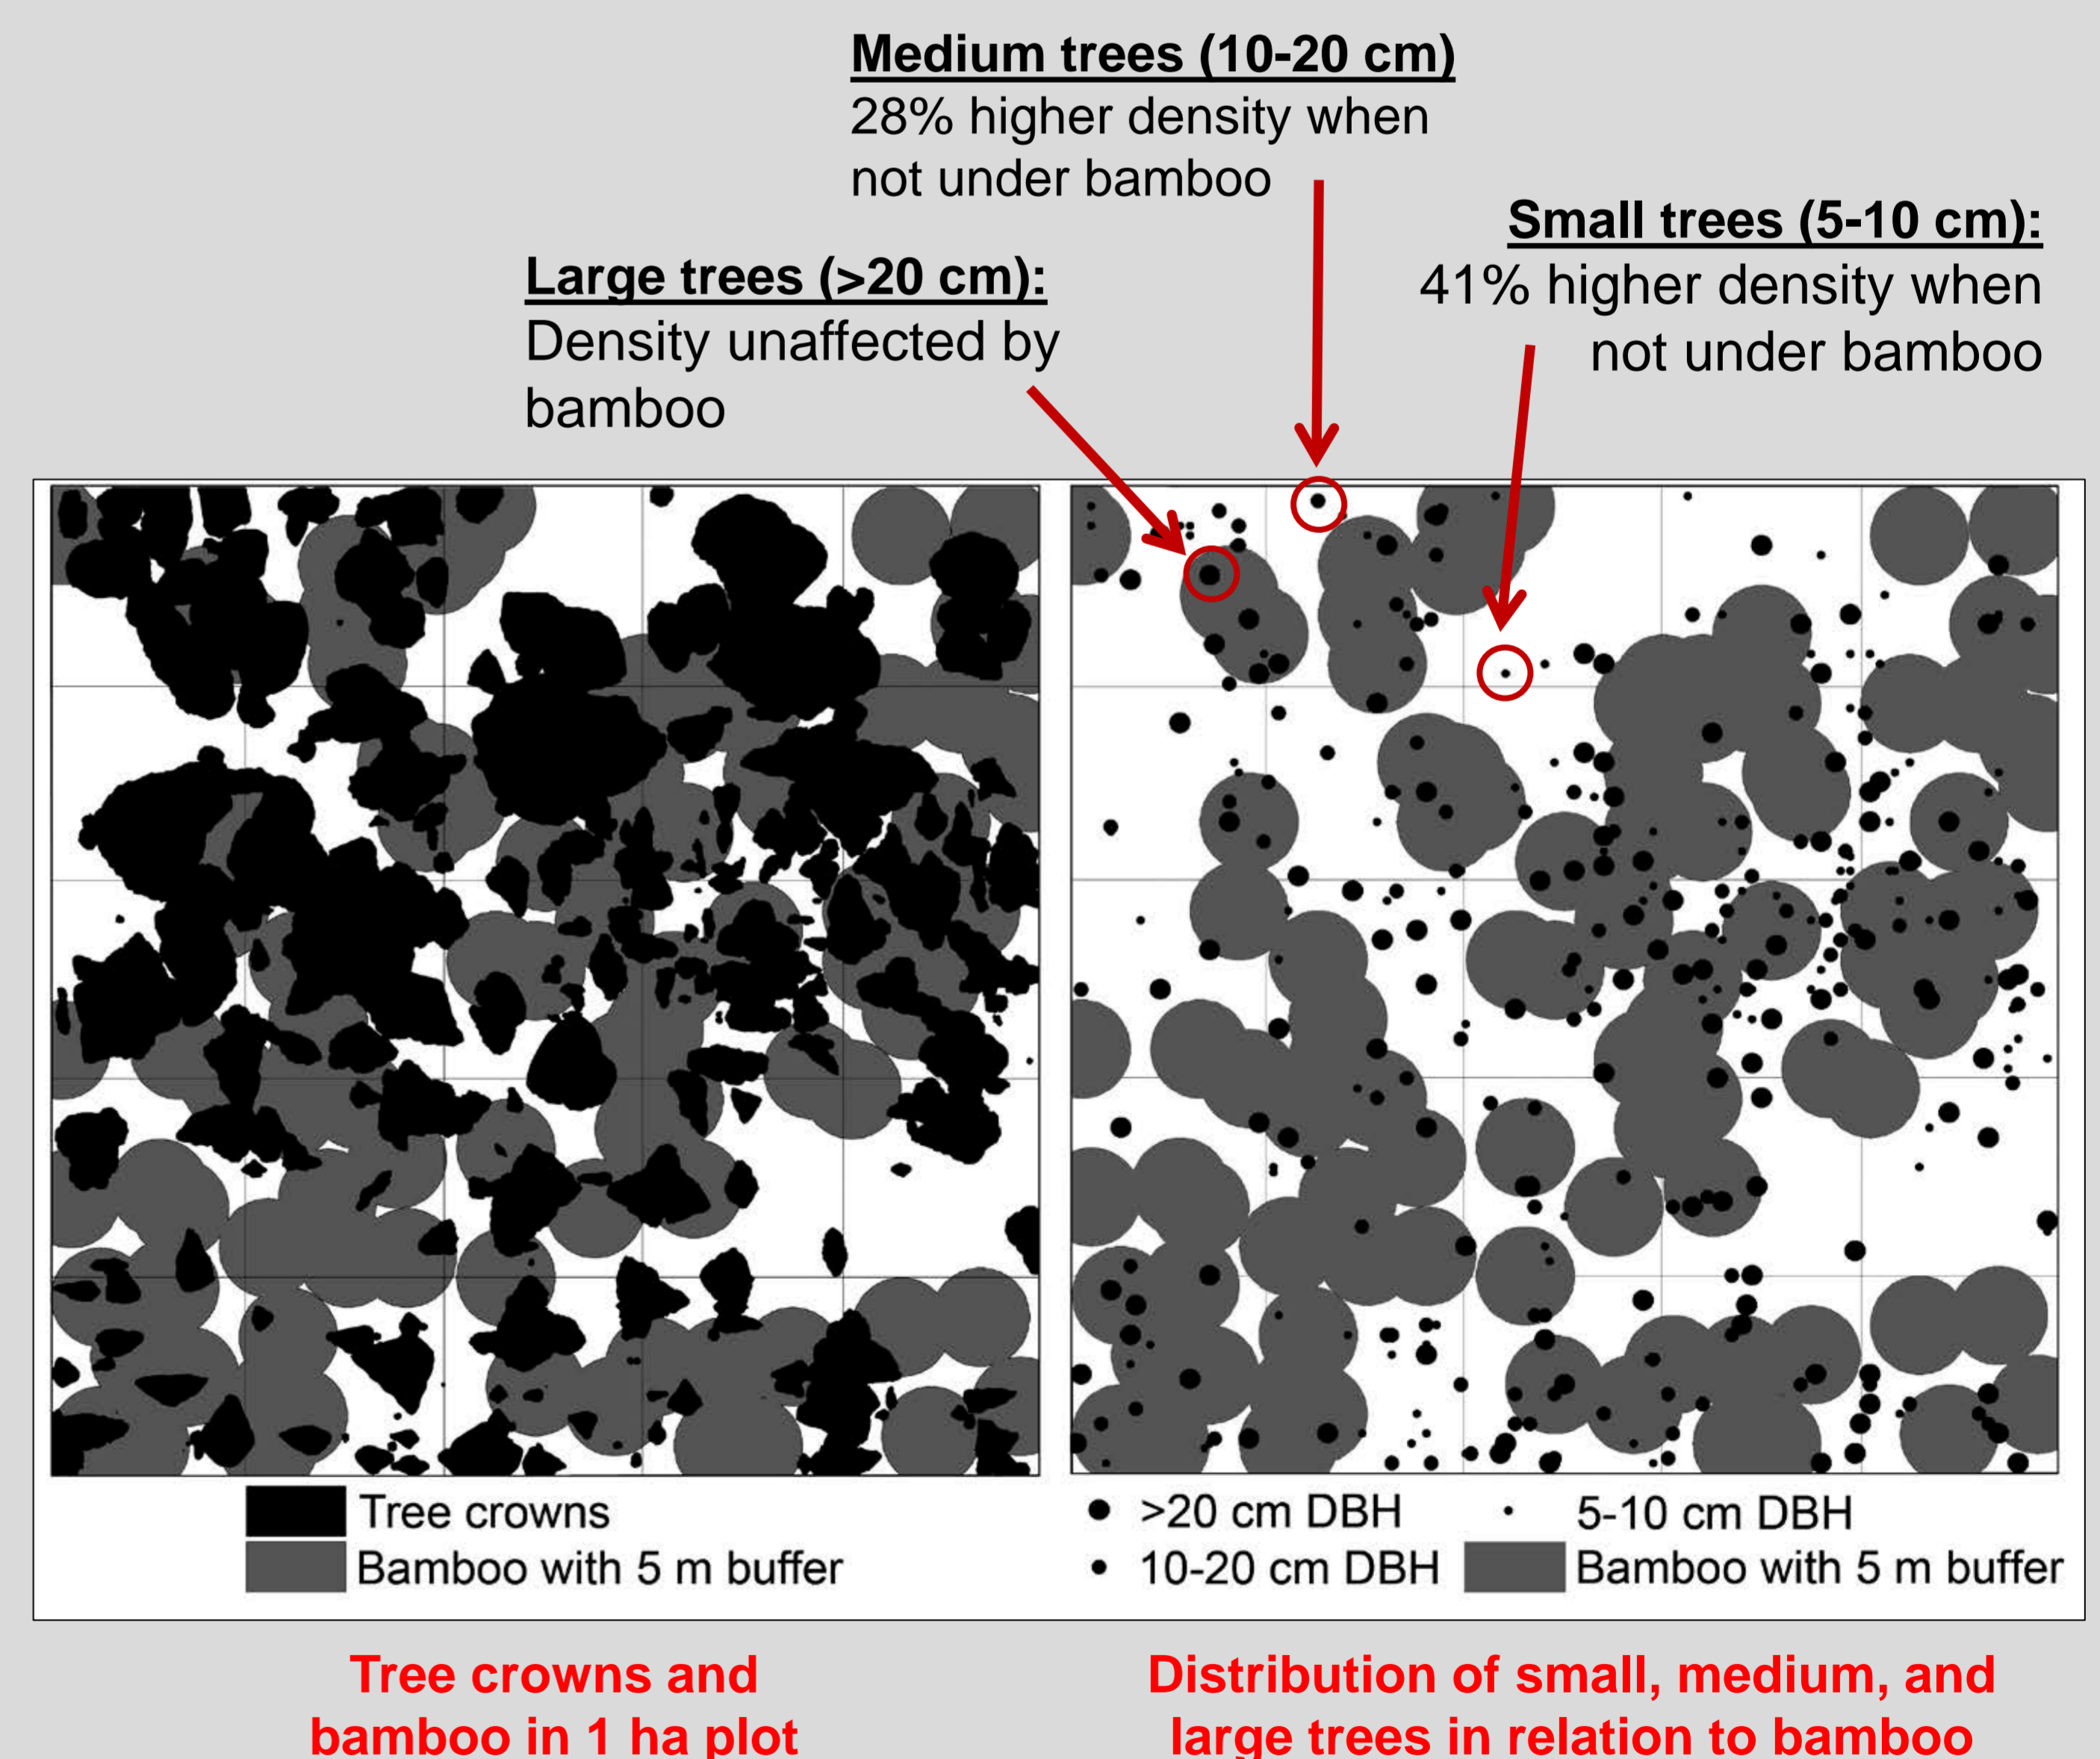 Medium trees (10-20 cm)
28% higher density when
not under bamboo
Small trees (5-10 cm):
41% higher density when
not under bamboo
Large trees (>20 cm):
Density unaffected by
bamboo
Tree crowns
Bamboo with 5 m buffer
>20 cm DBH
5-10 cm DBH
10-20 cm DBH
Bamboo with 5 m buffer
Tree crowns and
bamboo in 1 ha plot
Distribution of small, medium, and
large trees in relation to bamboo